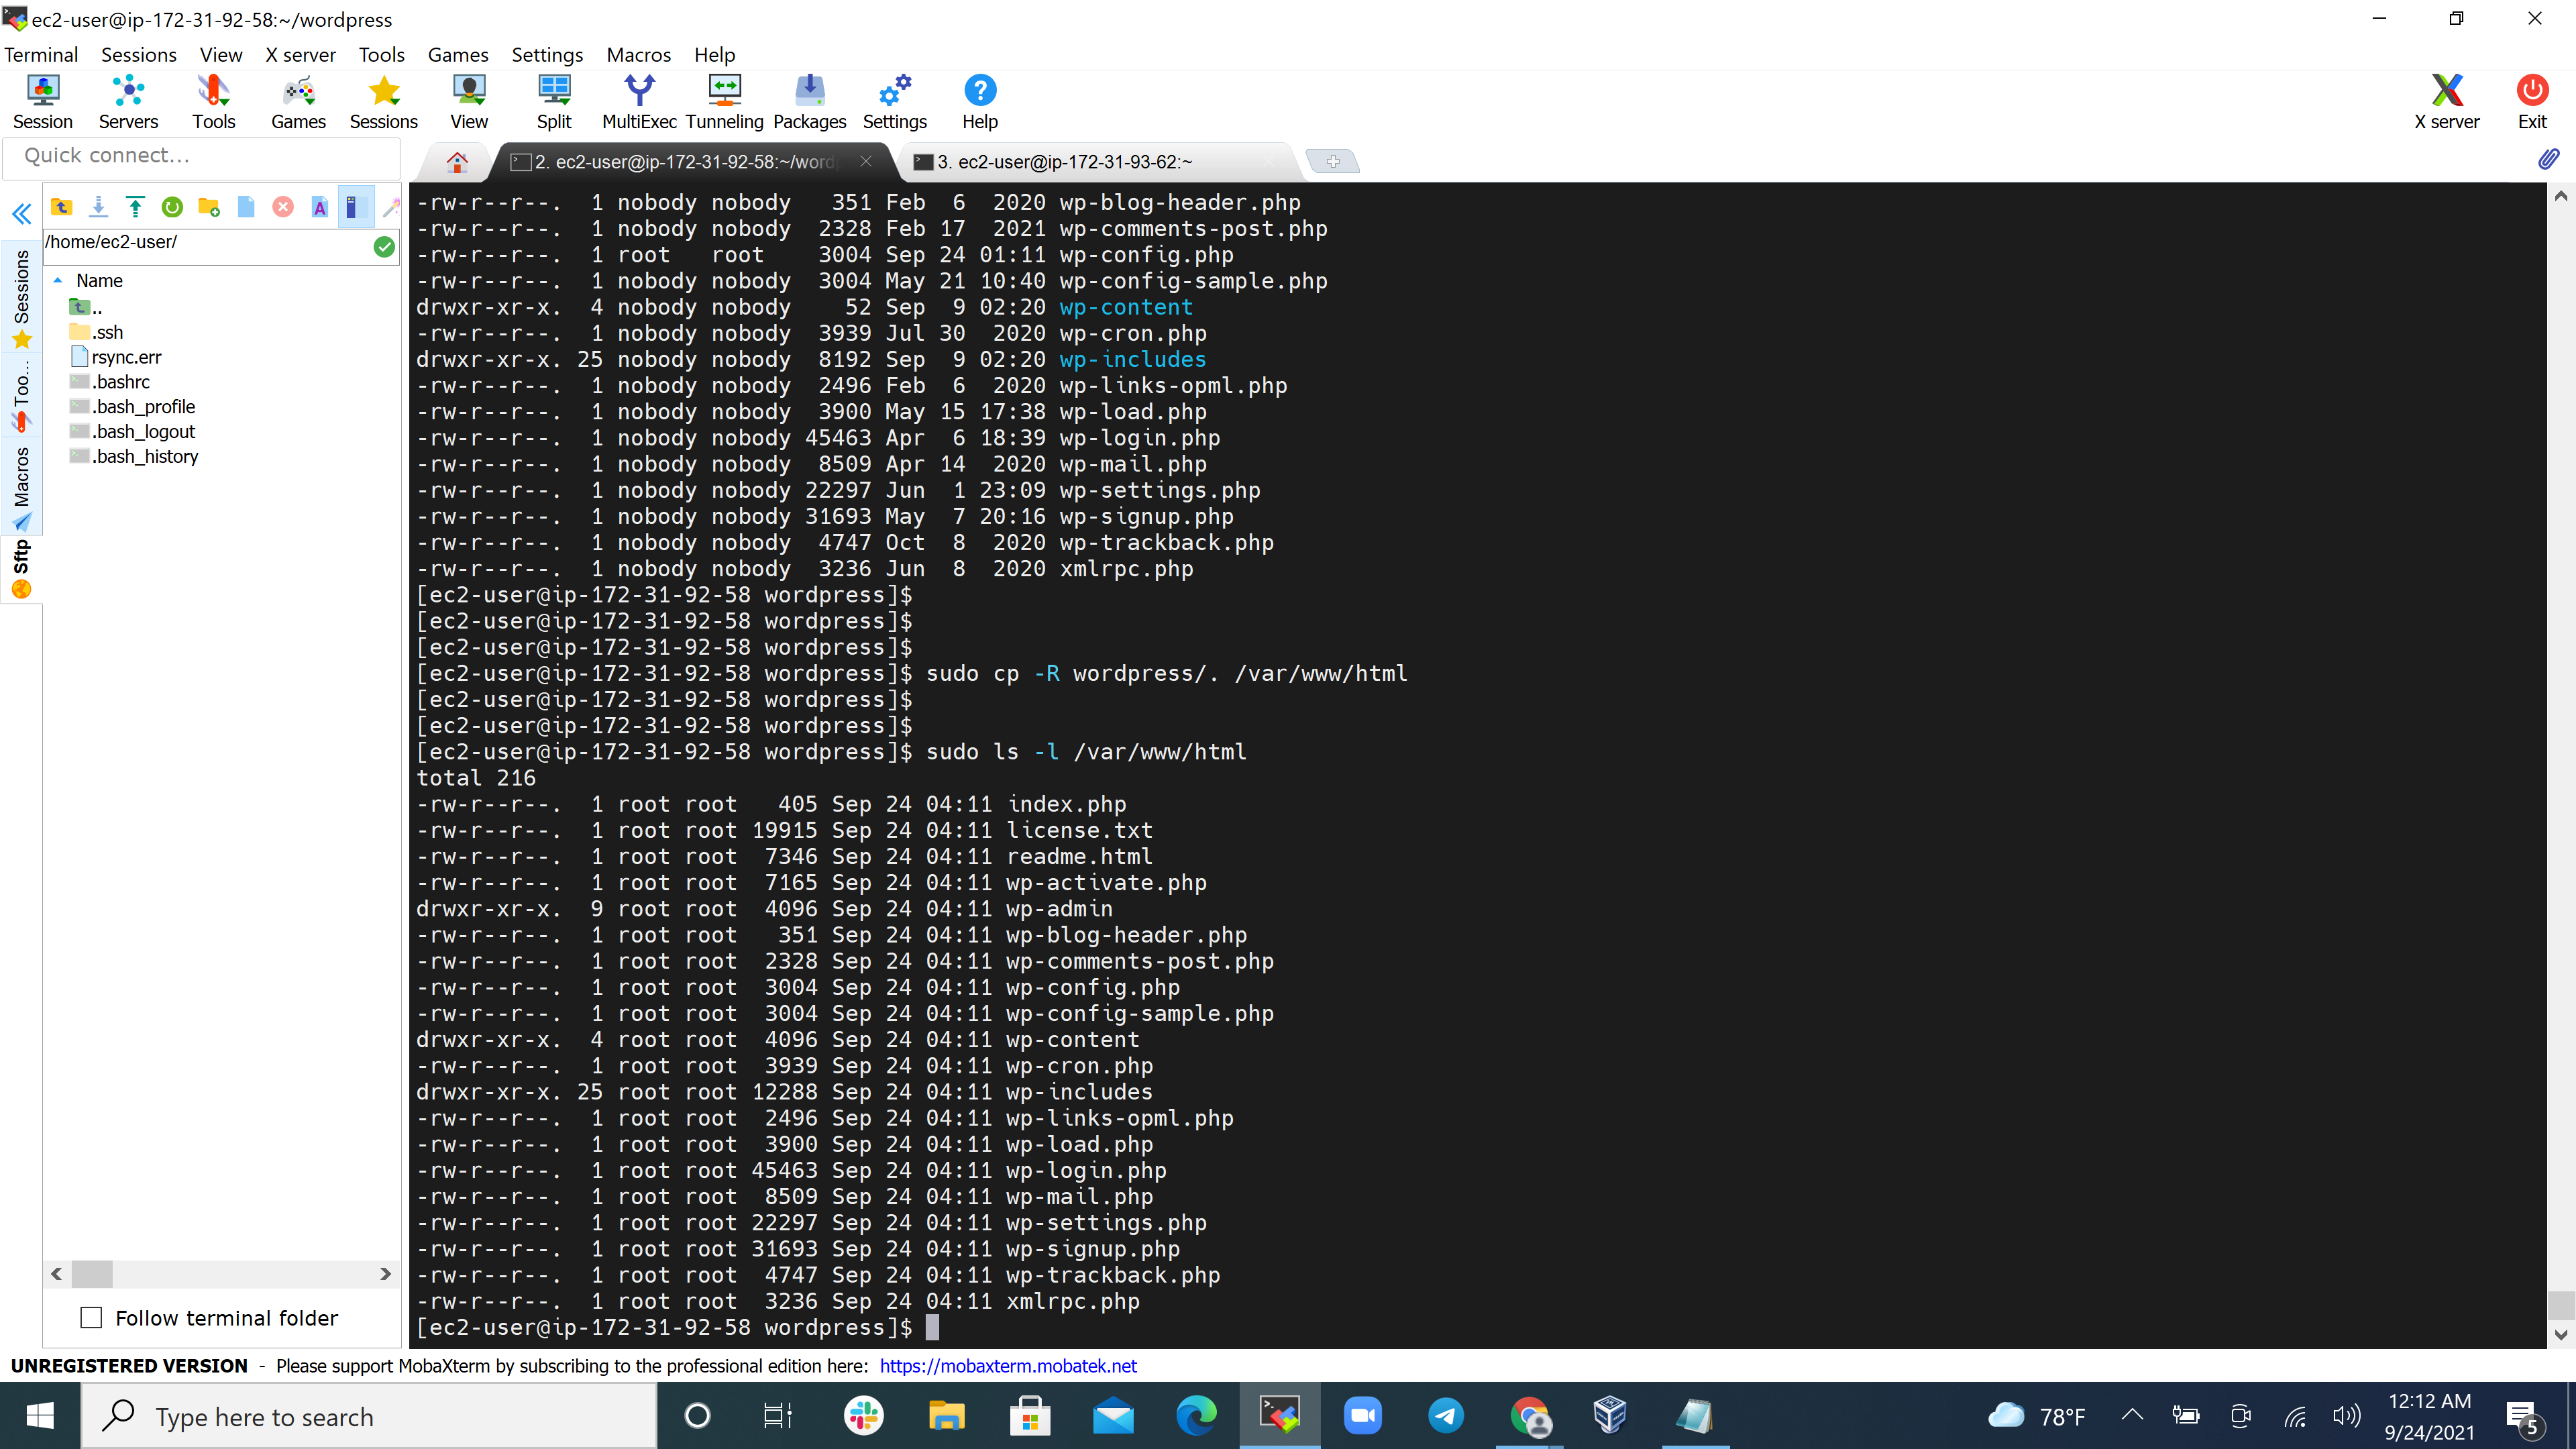 ec2-user@ip-172-31-92-58:~/wordpress
Terminal Sessions View X server Tools Games Settings Macros Help
Session Servers Tools Games Sessions View Split MultiExec Tunneling Packages Settings Help X server Exit
Quick connect...
2. ec2-user@ip-172-31-92-58:~/word
3. ec2-user@ip-172-31-93-62:~
Sessions
Too...
Macros
Sftp
/home/ec2-user/
Name
..
.ssh
rsync.err
.bashrc
.bash_profile
.bash_logout
.bash_history
Follow terminal folder
-rw-r--r--.  1 nobody nobody   351 Feb  6  2020 wp-blog-header.php
-rw-r--r--.  1 nobody nobody  2328 Feb 17  2021 wp-comments-post.php
-rw-r--r--.  1 root   root    3004 Sep 24 01:11 wp-config.php
-rw-r--r--.  1 nobody nobody  3004 May 21 10:40 wp-config-sample.php
drwxr-xr-x.  4 nobody nobody    52 Sep  9 02:20 wp-content
-rw-r--r--.  1 nobody nobody  3939 Jul 30  2020 wp-cron.php
drwxr-xr-x. 25 nobody nobody  8192 Sep  9 02:20 wp-includes
-rw-r--r--.  1 nobody nobody  2496 Feb  6  2020 wp-links-opml.php
-rw-r--r--.  1 nobody nobody  3900 May 15 17:38 wp-load.php
-rw-r--r--.  1 nobody nobody 45463 Apr  6 18:39 wp-login.php
-rw-r--r--.  1 nobody nobody  8509 Apr 14  2020 wp-mail.php
-rw-r--r--.  1 nobody nobody 22297 Jun  1 23:09 wp-settings.php
-rw-r--r--.  1 nobody nobody 31693 May  7 20:16 wp-signup.php
-rw-r--r--.  1 nobody nobody  4747 Oct  8  2020 wp-trackback.php
-rw-r--r--.  1 nobody nobody  3236 Jun  8  2020 xmlrpc.php
[ec2-user@ip-172-31-92-58 wordpress]$
[ec2-user@ip-172-31-92-58 wordpress]$
[ec2-user@ip-172-31-92-58 wordpress]$
[ec2-user@ip-172-31-92-58 wordpress]$ sudo cp -R wordpress/. /var/www/html
[ec2-user@ip-172-31-92-58 wordpress]$
[ec2-user@ip-172-31-92-58 wordpress]$
[ec2-user@ip-172-31-92-58 wordpress]$ sudo ls -l /var/www/html
total 216
-rw-r--r--.  1 root root   405 Sep 24 04:11 index.php
-rw-r--r--.  1 root root 19915 Sep 24 04:11 license.txt
-rw-r--r--.  1 root root  7346 Sep 24 04:11 readme.html
-rw-r--r--.  1 root root  7165 Sep 24 04:11 wp-activate.php
drwxr-xr-x.  9 root root  4096 Sep 24 04:11 wp-admin
-rw-r--r--.  1 root root   351 Sep 24 04:11 wp-blog-header.php
-rw-r--r--.  1 root root  2328 Sep 24 04:11 wp-comments-post.php
-rw-r--r--.  1 root root  3004 Sep 24 04:11 wp-config.php
-rw-r--r--.  1 root root  3004 Sep 24 04:11 wp-config-sample.php
drwxr-xr-x.  4 root root  4096 Sep 24 04:11 wp-content
-rw-r--r--.  1 root root  3939 Sep 24 04:11 wp-cron.php
drwxr-xr-x. 25 root root 12288 Sep 24 04:11 wp-includes
-rw-r--r--.  1 root root  2496 Sep 24 04:11 wp-links-opml.php
-rw-r--r--.  1 root root  3900 Sep 24 04:11 wp-load.php
-rw-r--r--.  1 root root 45463 Sep 24 04:11 wp-login.php
-rw-r--r--.  1 root root  8509 Sep 24 04:11 wp-mail.php
-rw-r--r--.  1 root root 22297 Sep 24 04:11 wp-settings.php
-rw-r--r--.  1 root root 31693 Sep 24 04:11 wp-signup.php
-rw-r--r--.  1 root root  4747 Sep 24 04:11 wp-trackback.php
-rw-r--r--.  1 root root  3236 Sep 24 04:11 xmlrpc.php
[ec2-user@ip-172-31-92-58 wordpress]$
UNREGISTERED VERSION - Please support MobaXterm by subscribing to the professional edition here: https://mobaxterm.mobatek.net
Type here to search
78°F
12:12 AM
9/24/2021
5